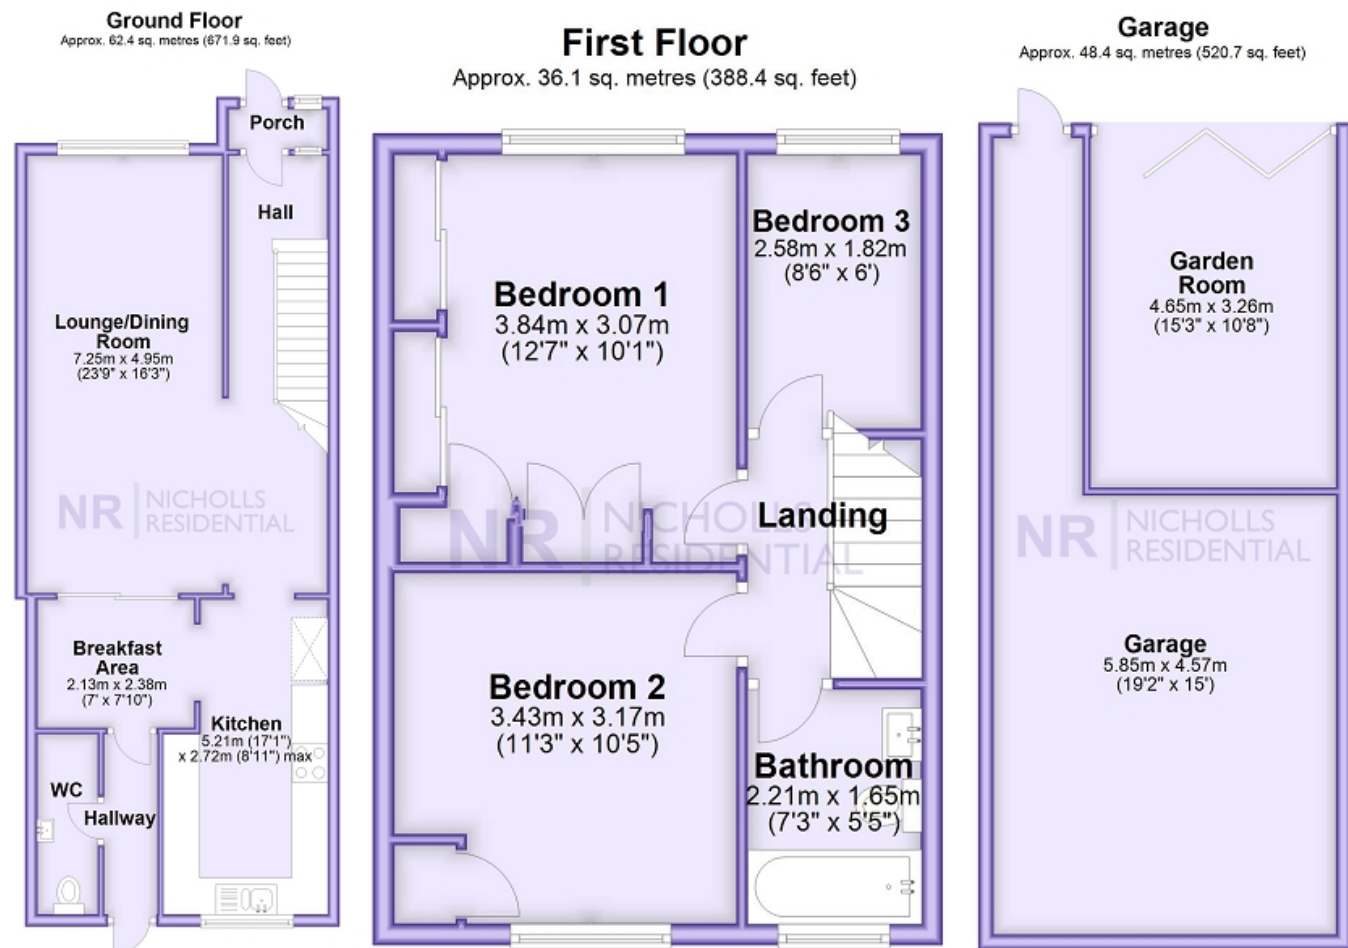 Ground Floor
Approx. 62.4 sq. metres (671.9 sq. feet)
Porch
Hall
Lounge/Dining
Room
7.25m x 4.95m
(23'9" x 16'3")
NR NICHOLLS
RESIDENTIAL
Breakfast
Area
2.13m x 2.38m
(7' x 7'10")
Kitchen
5.21m (17'1")
x 2.72m (8'11") max
WC
Hallway
First Floor
Approx. 36.1 sq. metres (388.4 sq. feet)
Bedroom 1
3.84m x 3.07m
(12'7" x 10'1")
Bedroom 3
2.58m x 1.82m
(8'6" x 6')
Landing
NR NICHOLLS
RESIDENTIAL
Bedroom 2
3.43m x 3.17m
(11'3" x 10'5")
Bathroom
2.21m x 1.65m
(7'3" x 5'5")
Garage
Approx. 48.4 sq. metres (520.7 sq. feet)
Garden
Room
4.65m x 3.26m
(15'3" x 10'8")
NR NICHOLLS
RESIDENTIAL
Garage
5.85m x 4.57m
(19'2" x 15')